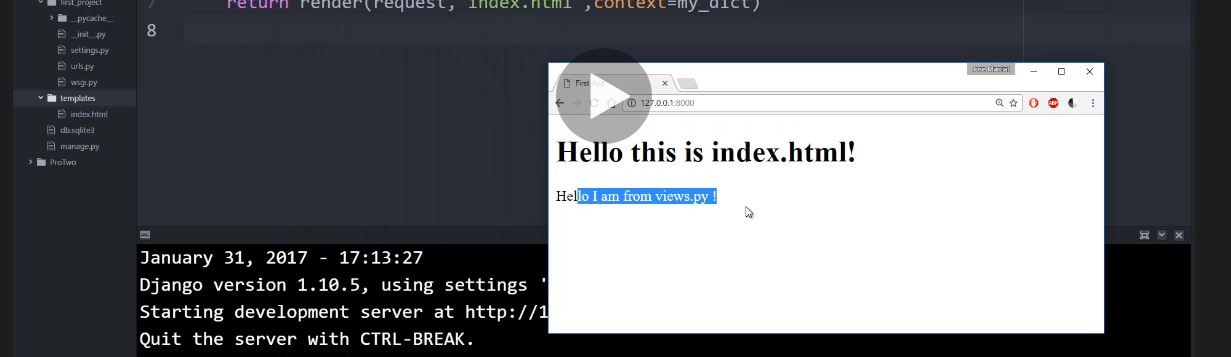 first_project
__pycache__
__init__.py
settings.py
urls.py
wsgi.py
templates
index.html
db.sqlite3
manage.py
ProTwo
7 return render(request, 'index.html',context=my_dict)
8
Jose Marcial
First
127.0.0.1:8000
ABP
Hello this is index.html!
Hello I am from views.py !
January 31, 2017 - 17:13:27
Django version 1.10.5, using settings '
Starting development server at http://1
Quit the server with CTRL-BREAK.